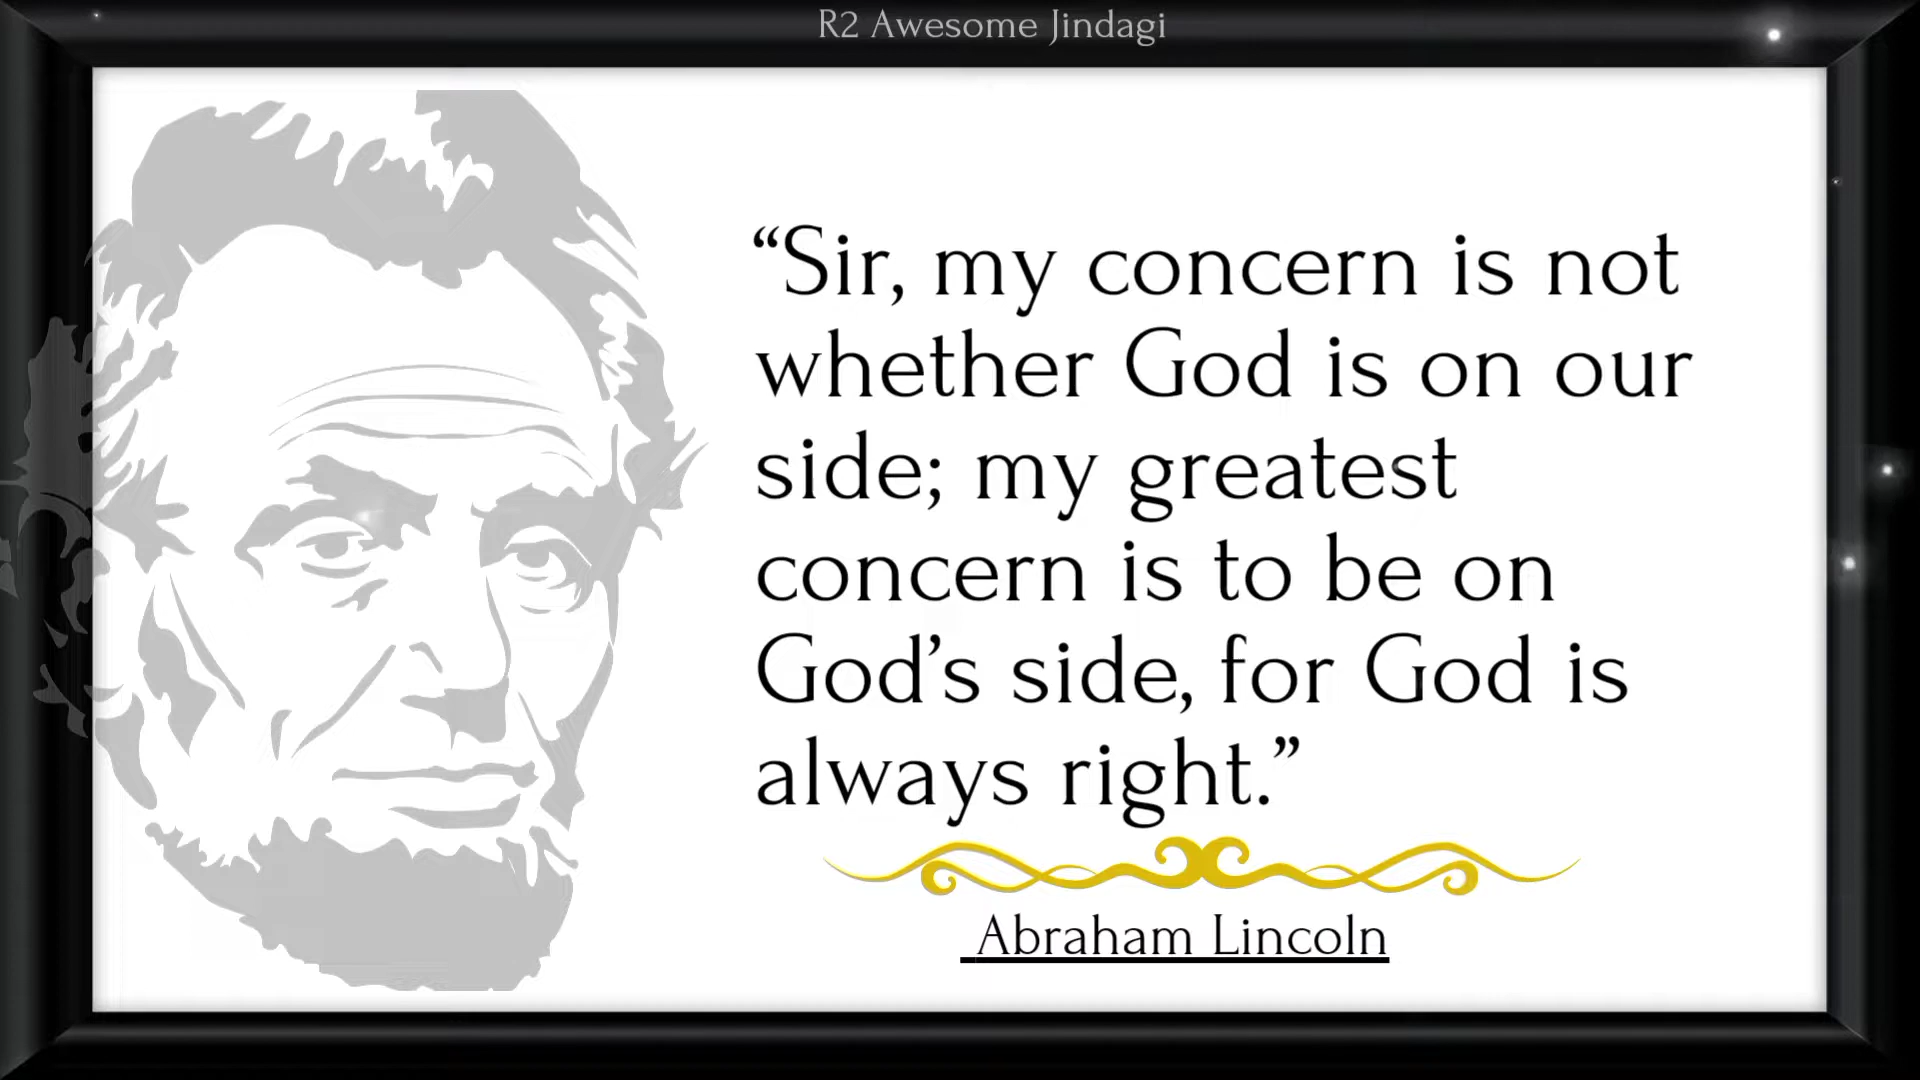 R2 Awesome Jindagi
“Sir, my concern is not
whether God is on our
side; my greatest
concern is to be on
God’s side, for God is
always right.”
Abraham Lincoln